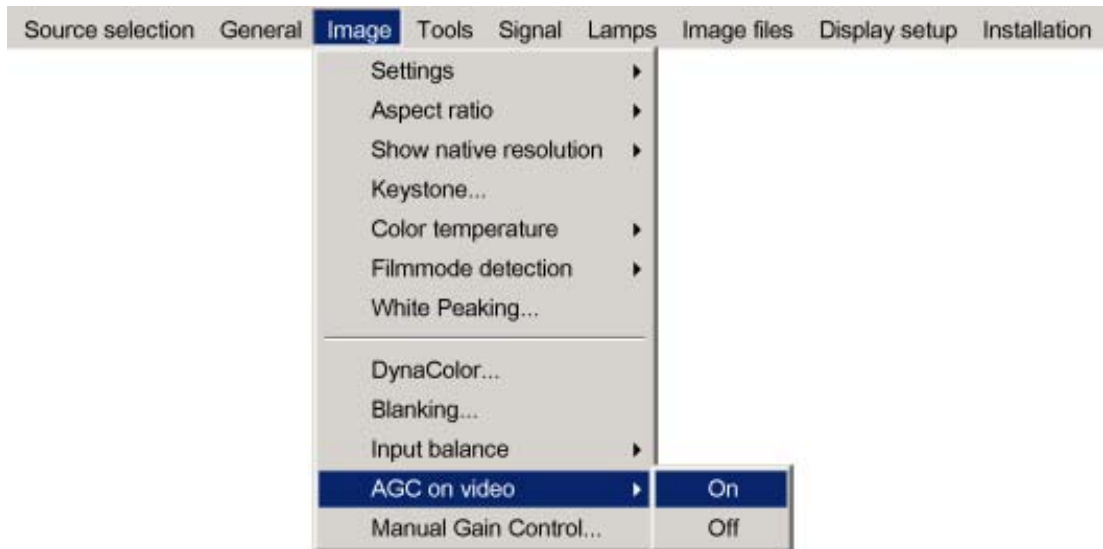 Source selection General Image Tools Signal Lamps Image files Display setup Installation
Settings
Aspect ratio
Show native resolution
Keystone...
Color temperature
Filmmode detection
White Peaking...
DynaColor...
Blanking...
Input balance
AGC on video On
Manual Gain Control... Off